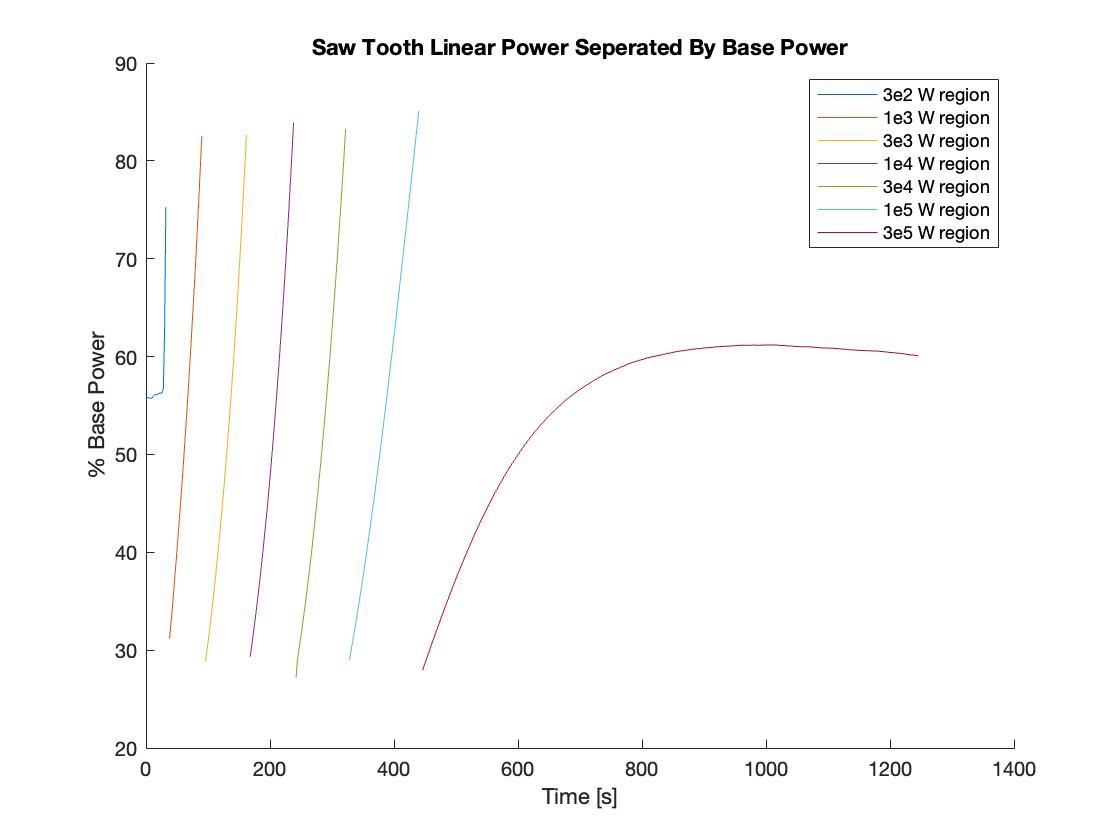 Saw Tooth Linear Power Seperated By Base Power
90
80
70
60
50
40
30
20
% Base Power
3e2 W region
1e3 W region
3e3 W region
1e4 W region
3e4 W region
1e5 W region
3e5 W region
0 200 400 600 800 1000 1200 1400
Time [s]